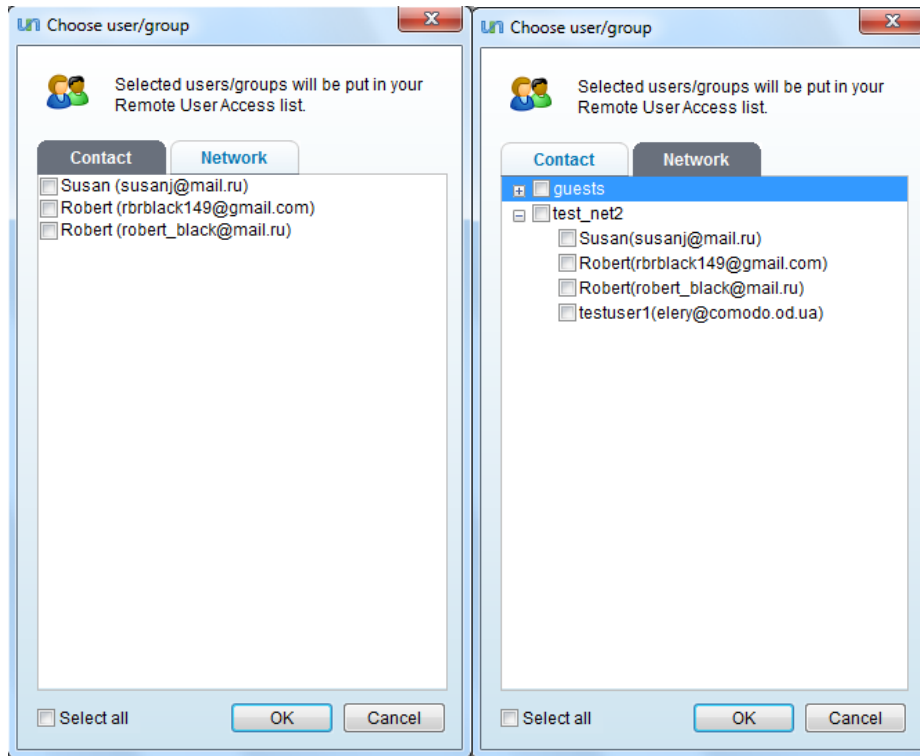 Choose user/group
Selected users/groups will be put in your
Remote User Access list.
Contact Network
Susan (susanj@mail.ru)
Robert (rbrblack149@gmail.com)
Robert (robert_black@mail.ru)
Select all OK Cancel
Choose user/group
Selected users/groups will be put in your
Remote User Access list.
Contact Network
guests
test_net2
Susan(susanj@mail.ru)
Robert(rbrblack149@gmail.com)
Robert(robert_black@mail.ru)
testuser1(elery@comodo.od.ua)
Select all OK Cancel